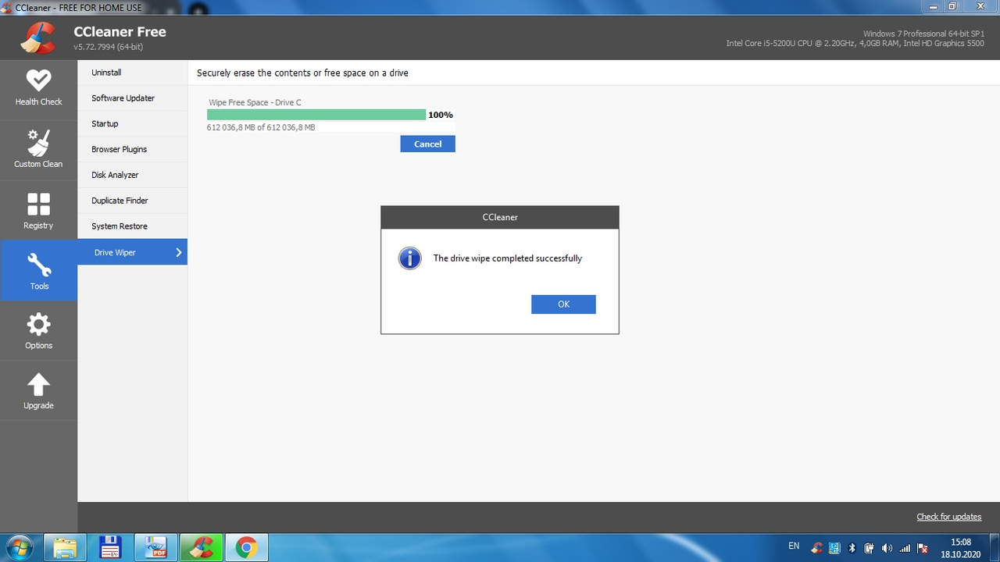 CCleaner - FREE FOR HOME USE
CCleaner Free
v5.72.7994 (64-bit)
Windows 7 Professional 64-bit SP1
Intel Core i5-5200U CPU @ 2.20GHz, 4,0GB RAM, Intel HD Graphics 5500
Health Check
Custom Clean
Registry
Tools
Options
Upgrade
Uninstall
Software Updater
Startup
Browser Plugins
Disk Analyzer
Duplicate Finder
System Restore
Drive Wiper
Securely erase the contents or free space on a drive
Wipe Free Space - Drive C
100%
612 036,8 MB of 612 036,8 MB
Cancel
CCleaner
The drive wipe completed successfully
OK
Check for updates
64
PDF
EN
15:08
18.10.2020